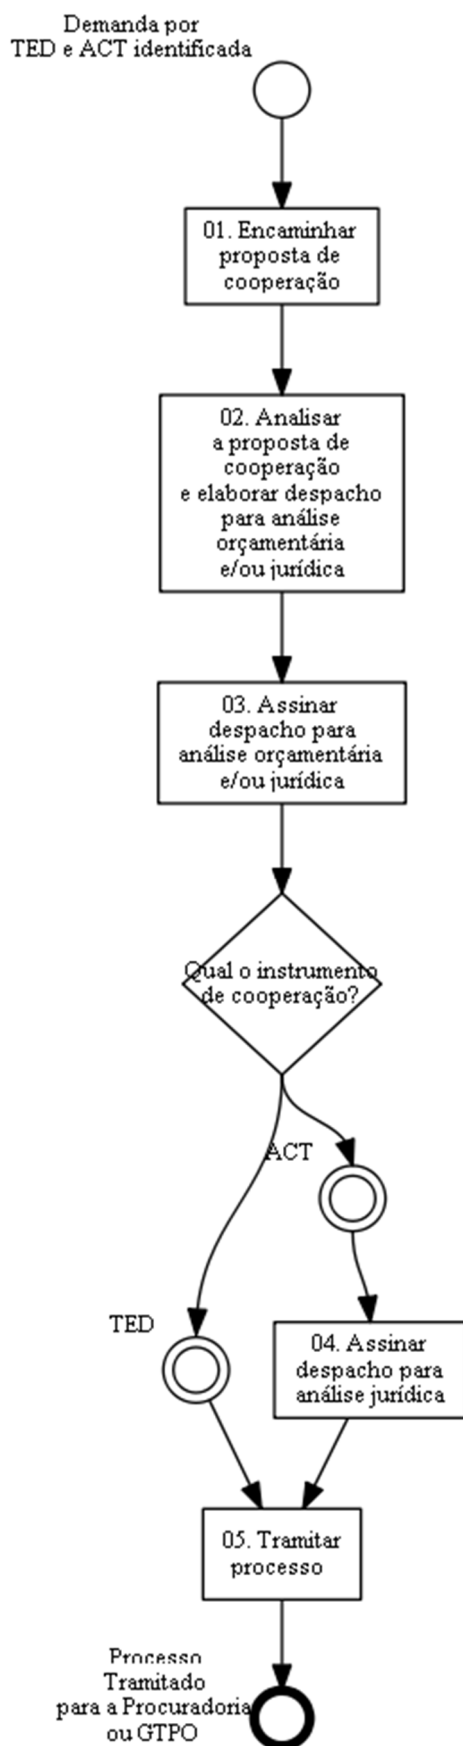 Demanda por
TED e ACT identificada
01. Encaminhar
proposta de
cooperação
02. Analisar
a proposta de
cooperação
e elaborar despacho
para análise
orçamentária
e/ou jurídica
03. Assinar
despacho para
análise orçamentária
e/ou jurídica
Qual o instrumento
de cooperação?
ACT
TED
04. Assinar
despacho para
análise jurídica
05. Tramitar
processo
Processo
Tramitado
para a Procuradoria
ou GTPO